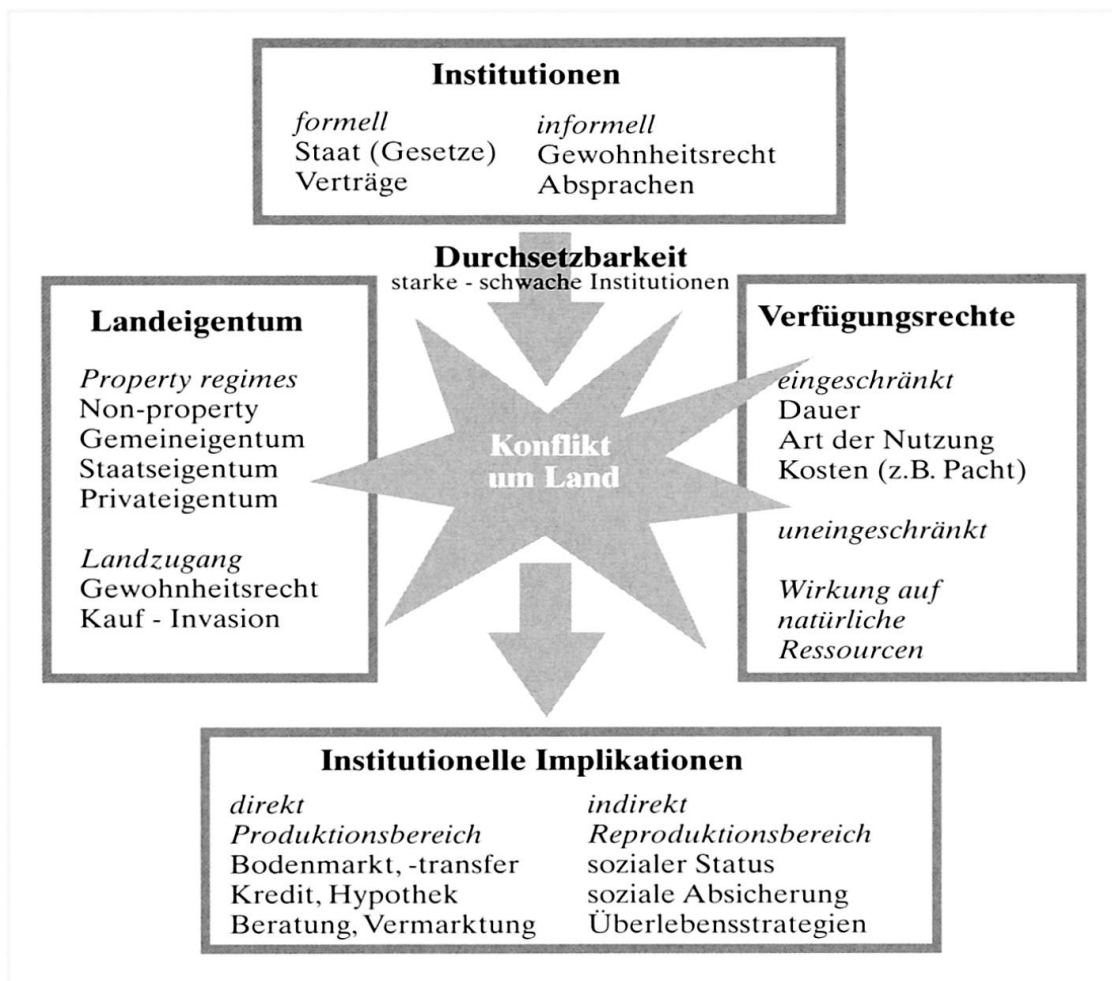 Institutionen
formell informell
Staat (Gesetze) Gewohnheitsrecht
Verträge Absprachen
Durchsetzbarkeit
starke - schwache Institutionen
Landeigentum
Property regimes
Non-property
Gemeineigentum
Staatseigentum
Privateigentum
Landzugang
Gewohnheitsrecht
Kauf - Invasion
Konflikt
um Land
Verfügungsrechte
eingeschränkt
Dauer
Art der Nutzung
Kosten (z.B. Pacht)
uneingeschränkt
Wirkung auf
natürliche
Ressourcen
Institutionelle Implikationen
direkt indirekt
Produktionsbereich Reproduktionsbereich
Bodenmarkt, -transfer sozialer Status
Kredit, Hypothek soziale Absicherung
Beratung, Vermarktung Überlebensstrategien